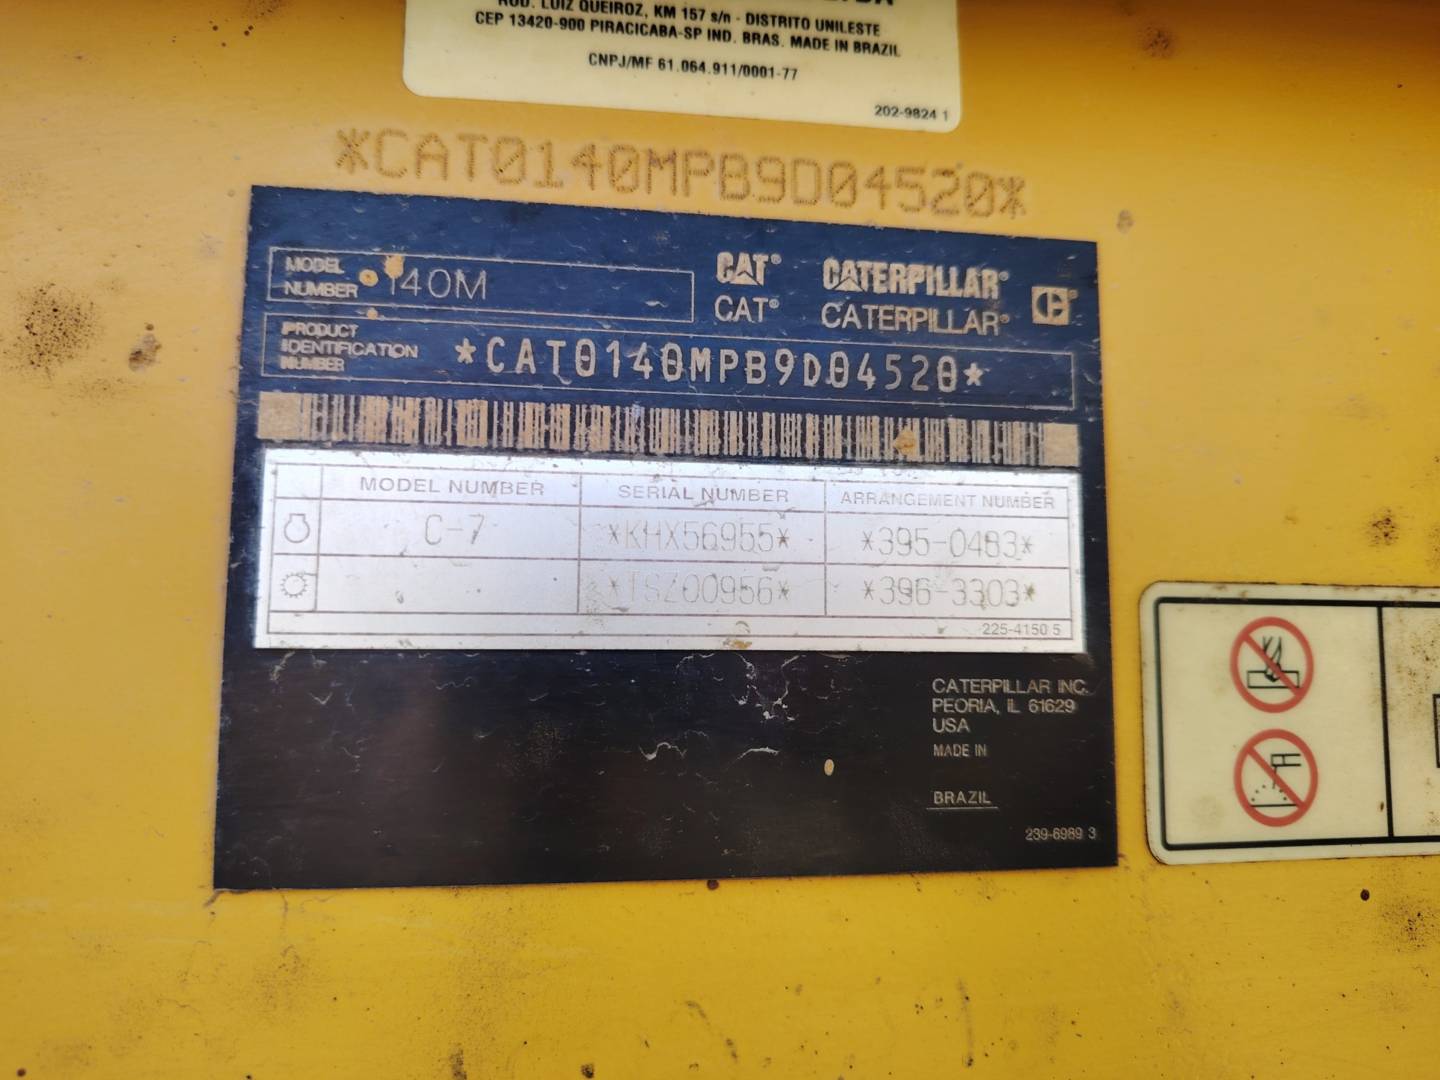 ROD. LUIZ QUEIROZ, KM 157 s/n - DISTRITO UNILESTE
CEP 13420-900 PIRACICABA-SP IND. BRAS. MADE IN BRAZIL
CNPJ/MF 61.064.911/0001-77
202-9824 1
*CAT0140MPB9D04520*
MODEL NUMBER 140M
CAT® CATERPILLAR®
CAT® CATERPILLAR®
PRODUCT IDENTIFICATION NUMBER *CAT0140MPB9D04520*
MODEL NUMBER SERIAL NUMBER ARRANGEMENT NUMBER
C-7 *KHX56955* *395-0483*
*TSZ00956* *396-3303*
225-4150 5
CATERPILLAR INC.
PEORIA, IL 61629
USA
MADE IN
BRAZIL
239-6989 3